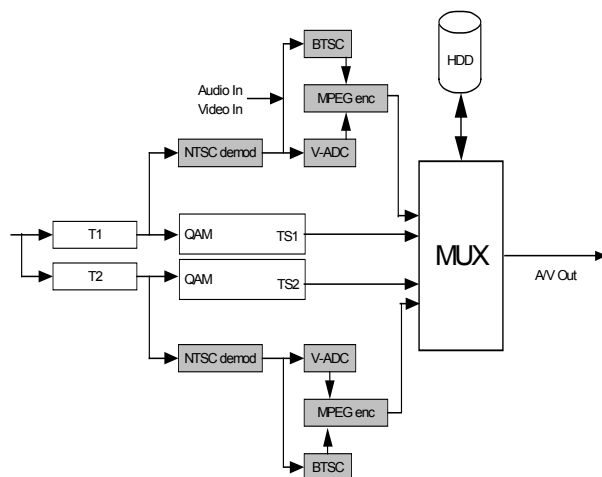 BTSC
HDD
Audio In
Video In
MPEG enc
NTSC demod
V-ADC
T1
QAM
TS1
MUX
A/V Out
T2
QAM
TS2
NTSC demod
V-ADC
MPEG enc
BTSC